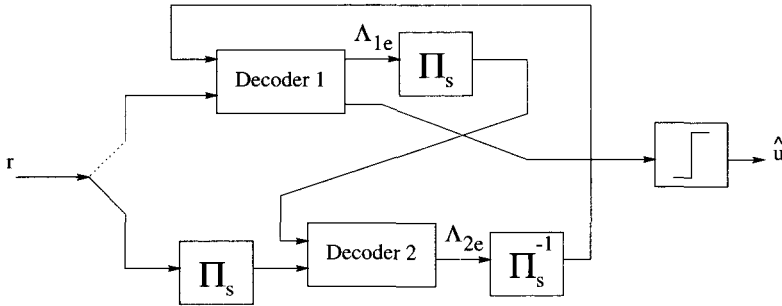 Λ1e
Πs
Decoder 1
r
û
Decoder 2
Λ2e
Πs
Πs-1